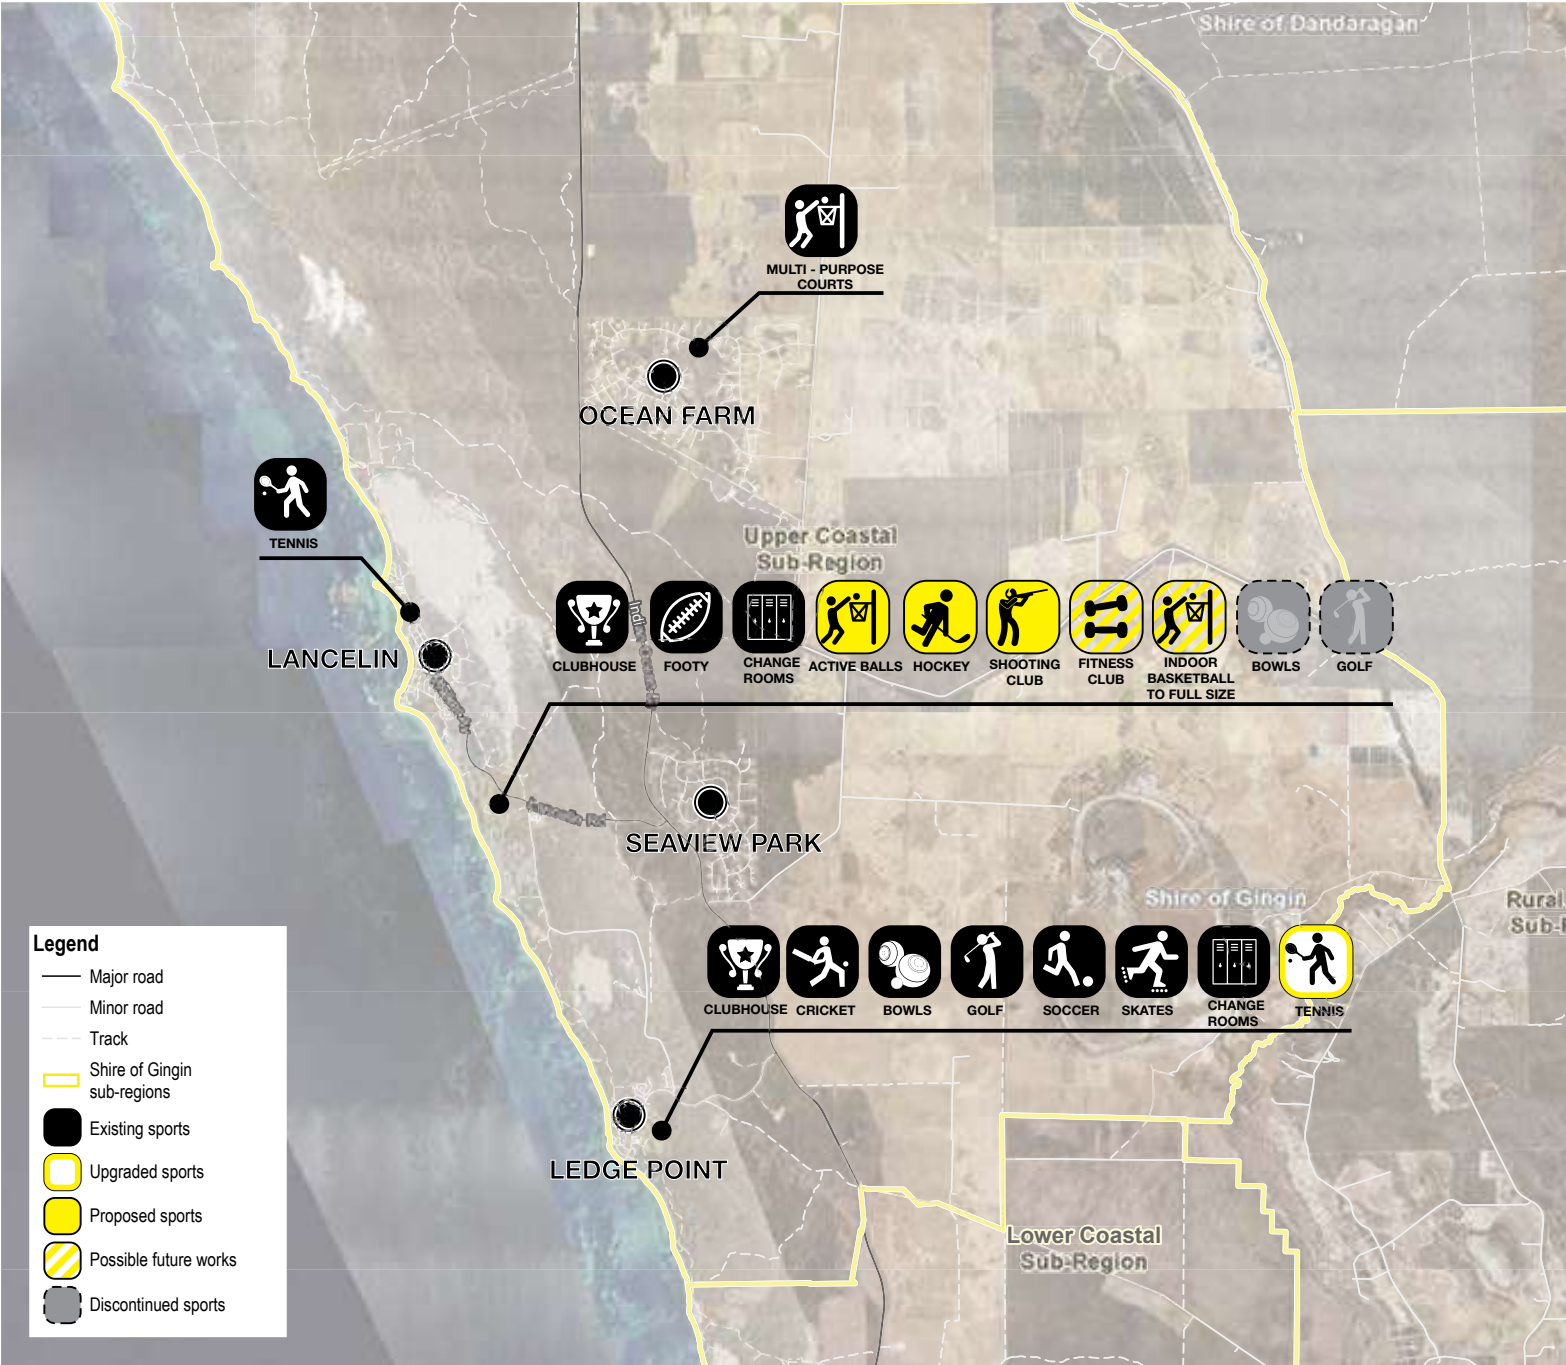 Shire of Dandaragan
MULTI - PURPOSE
COURTS
OCEAN FARM
TENNIS
Upper Coastal
Sub-Region
LANCELIN
CLUBHOUSE
FOOTY
CHANGE
ROOMS
ACTIVE BALLS
HOCKEY
SHOOTING
CLUB
FITNESS
CLUB
INDOOR
BASKETBALL
TO FULL SIZE
BOWLS
GOLF
SEAVIEW PARK
Shire of Gingin
Rural
CLUBHOUSE
CRICKET
BOWLS
GOLF
SOCCER
SKATES
CHANGE
ROOMS
TENNIS
LEDGE POINT
Lower Coastal
Sub-Region
Legend
Major road
Minor road
Track
Shire of Gingin
sub-regions
Existing sports
Upgraded sports
Proposed sports
Possible future works
Discontinued sports